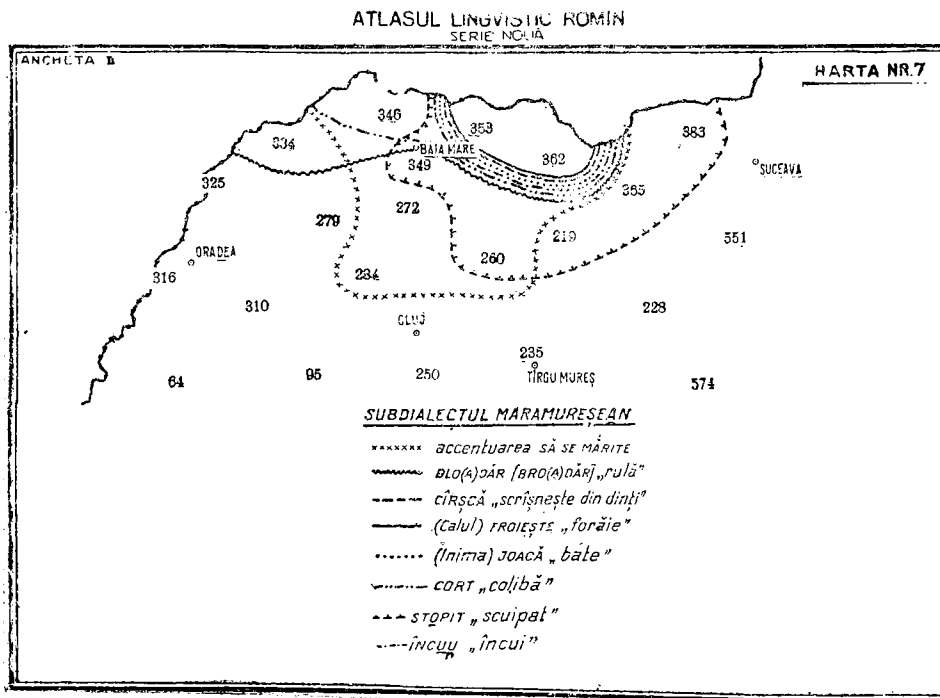 ATLASUL LINGVISTIC ROMÎN
SERIE NOUĂ
ANCHETA B
HARTA NR.7
346
353
334
383
BAIA MARE
349
362
SUCEAVA
325
365
279
272
219
551
ORADEA
316
260
284
310
228
CLUJ
235
64
95
250
TÎRGU MUREȘ
574
SUBDIALECTUL MARAMUREȘEAN
accentuarea SĂ SE MĂRITE
BLO(A)DĂR [BRO(A)DĂR] „rulă"
CÎRȘCĂ „scrîșnește din dinți"
(Calul) FROIEȘTE „forăie"
(Inima) JOACĂ „bate"
CORT „colibă"
STOPIT „scuipat"
ÎNCUU „încui"